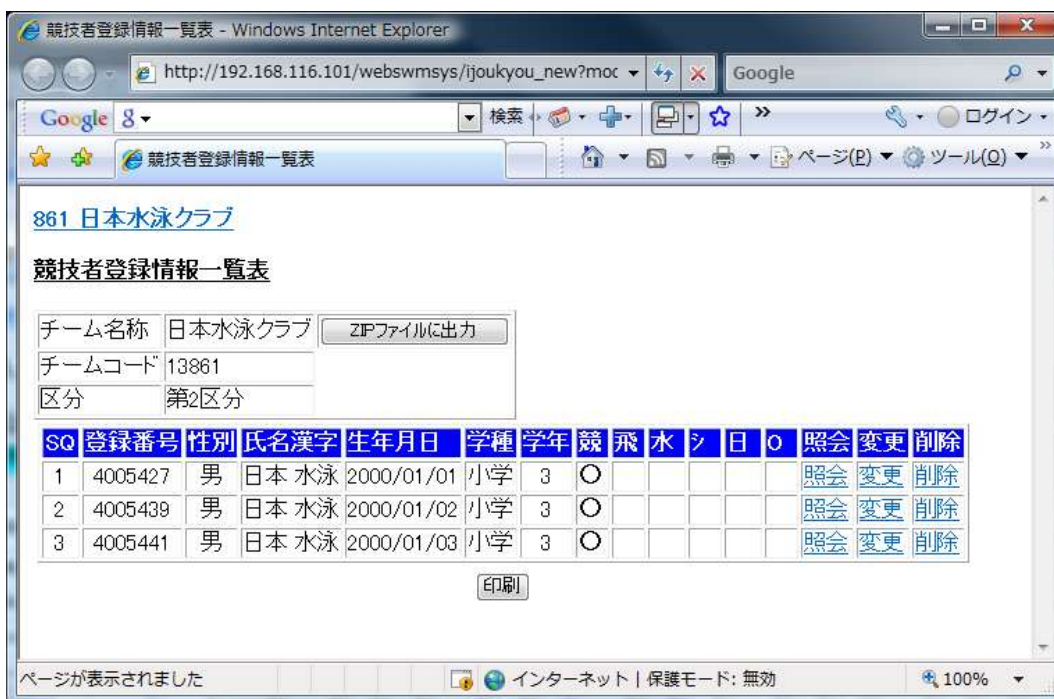 競技者登録情報一覧表 - Windows Internet Explorer
http://192.168.116.101/webswmsys/ijoukyou_new?moc
Google
Google
検索
»
ログイン
競技者登録情報一覧表
ページ(P) ツール(O) »
861 日本水泳クラブ
競技者登録情報一覧表
チーム名称 日本水泳クラブ ZIPファイルに出力
チームコード 13861
区分 第2区分
SQ 登録番号 性別 氏名漢字 生年月日 学種 学年 競 飛 水 シ 日 O 照会 変更 削除
1 4005427 男 日本 水泳 2000/01/01 小学 3 〇 照会 変更 削除
2 4005439 男 日本 水泳 2000/01/02 小学 3 〇 照会 変更 削除
3 4005441 男 日本 水泳 2000/01/03 小学 3 〇 照会 変更 削除
印刷
ページが表示されました インターネット | 保護モード: 無効 100%